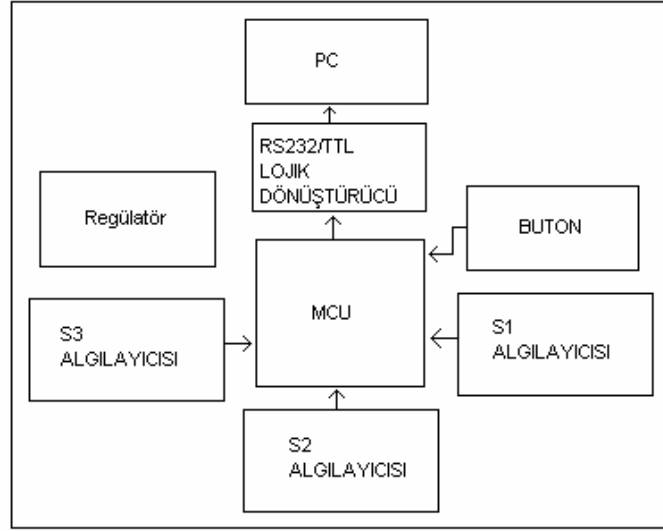 PC
RS232/TTL
LOJIK
DÖNÜŞTÜRÜCÜ
Regülatör
BUTON
MCU
S3
ALGILAYICISI
S1
ALGILAYICISI
S2
ALGILAYICISI